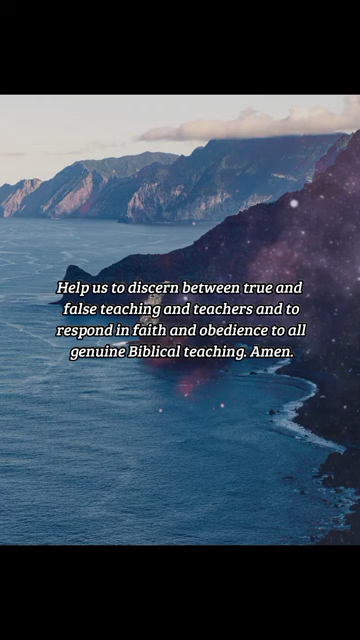 Help us to discern between true and
false teaching and teachers and to
respond in faith and obedience to all
genuine Biblical teaching. Amen.